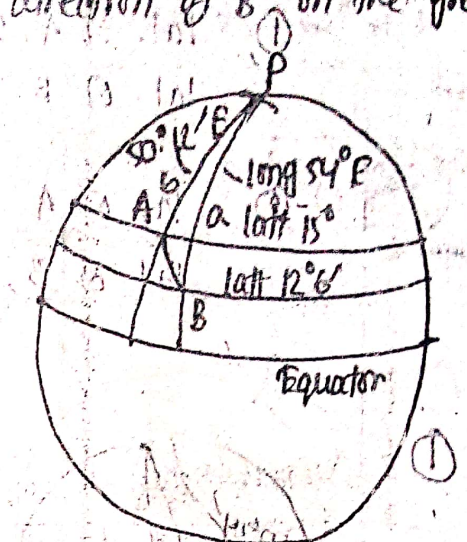 direction of B on the
①
P
50° 12' E
long 54° E
b
A
a latt 15°
latt 12°6'
B
Equator
①